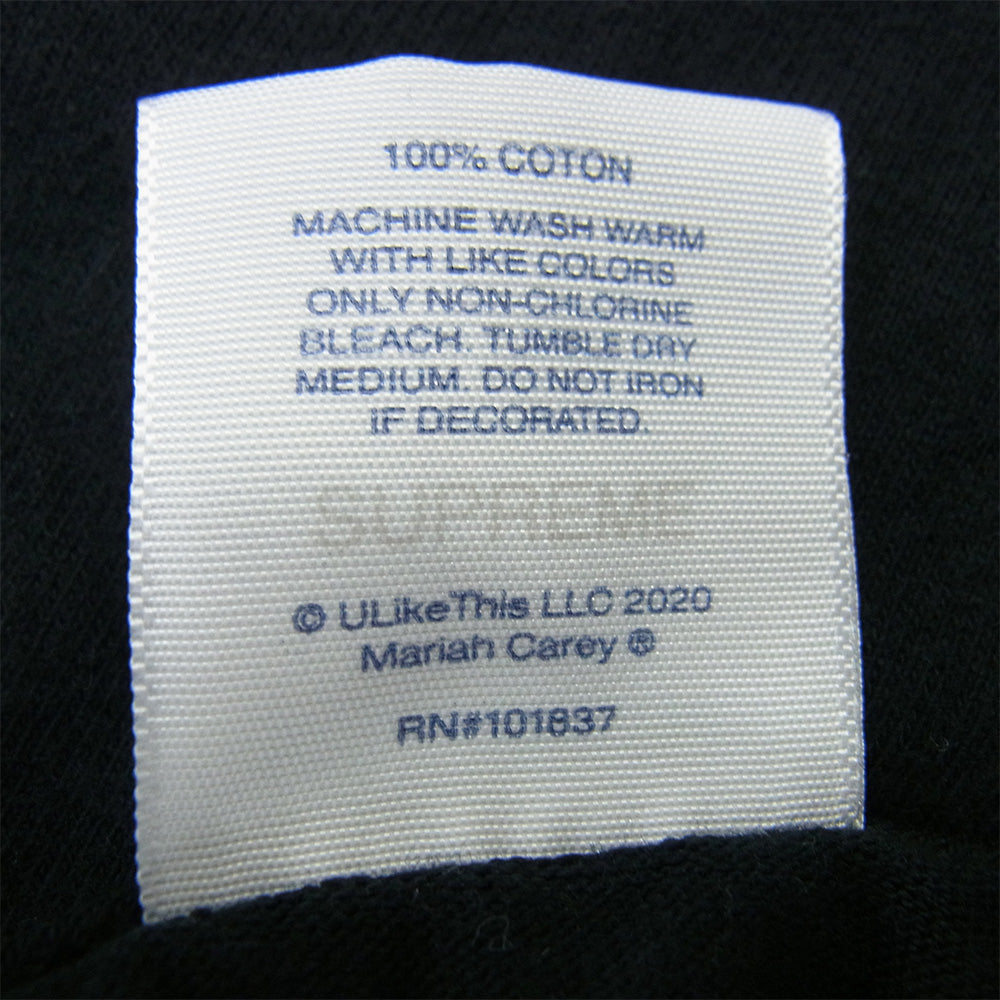 100% COTON
MACHINE WASH WARM
WITH LIKE COLORS
ONLY NON-CHLORINE
BLEACH. TUMBLE DRY
MEDIUM. DO NOT IRON
IF DECORATED.
SUPREME
© ULikeThis LLC 2020
Mariah Carey ®
RN#101837